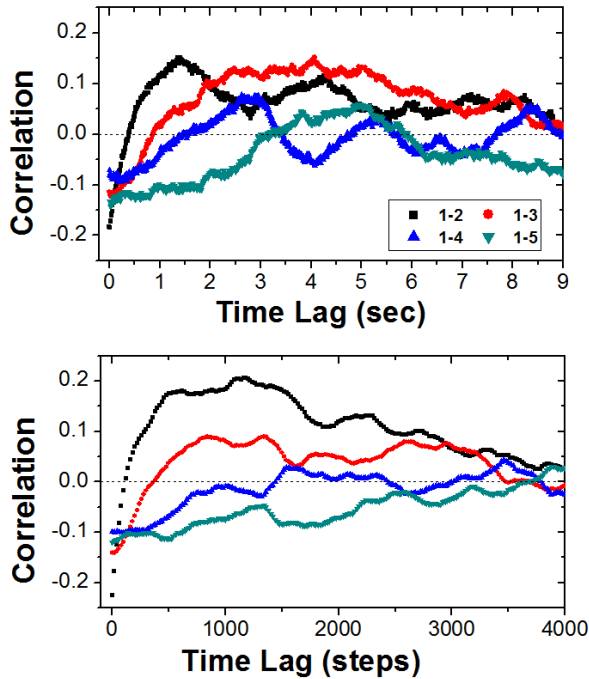 0.2
0.1
0.0
-0.1
-0.2
Correlation
1-2 1-3
1-4 1-5
0 1 2 3 4 5 6 7 8 9
Time Lag (sec)
0.2
0.1
0.0
-0.1
-0.2
Correlation
0 1000 2000 3000 4000
Time Lag (steps)